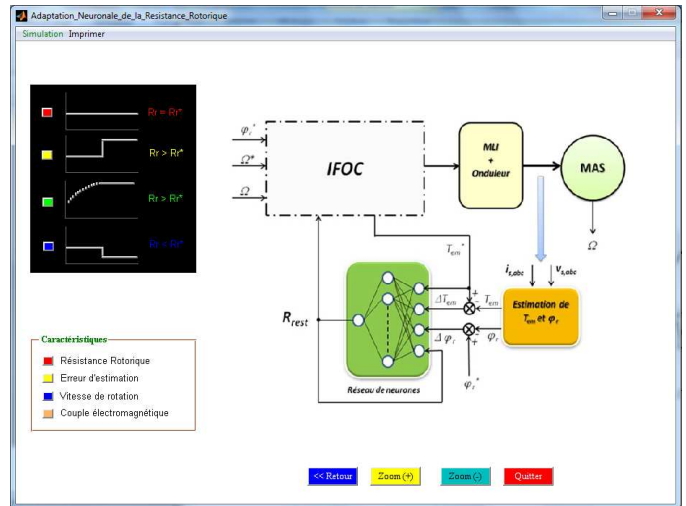 Adaptation_Neuronale_de_la_Resistance_Rotorique
Simulation Imprimer
Rr = Rr*
Rr > Rr*
Rr > Rr*
Rr < Rr*
φr*
Ω*
Ω
IFOC
MLI
+
Onduleur
MAS
Ω
Tem*
is,abc vs,abc
Rrest
ΔTem
+
-
Tem
Δφr
-
+
φr
Estimation de
Tem et φr
Réseau de neurones
φr*
Caractéristiques
Résistance Rotorique
Erreur d'estimation
Vitesse de rotation
Couple électromagnétique
<< Retour
Zoom (+)
Zoom (-)
Quitter